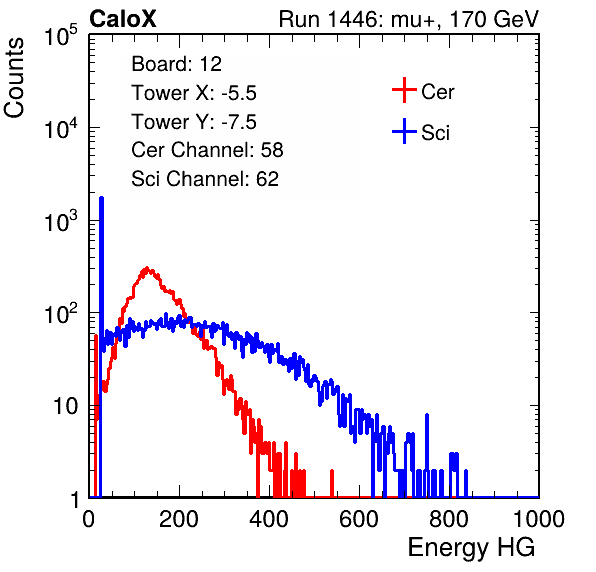 CaloX Run 1446: mu+, 170 GeV
Counts
Board: 12
Tower X: -5.5
Tower Y: -7.5
Cer Channel: 58
Sci Channel: 62
Cer
Sci
10^5
10^4
10^3
10^2
10
1
0 200 400 600 800 1000
Energy HG